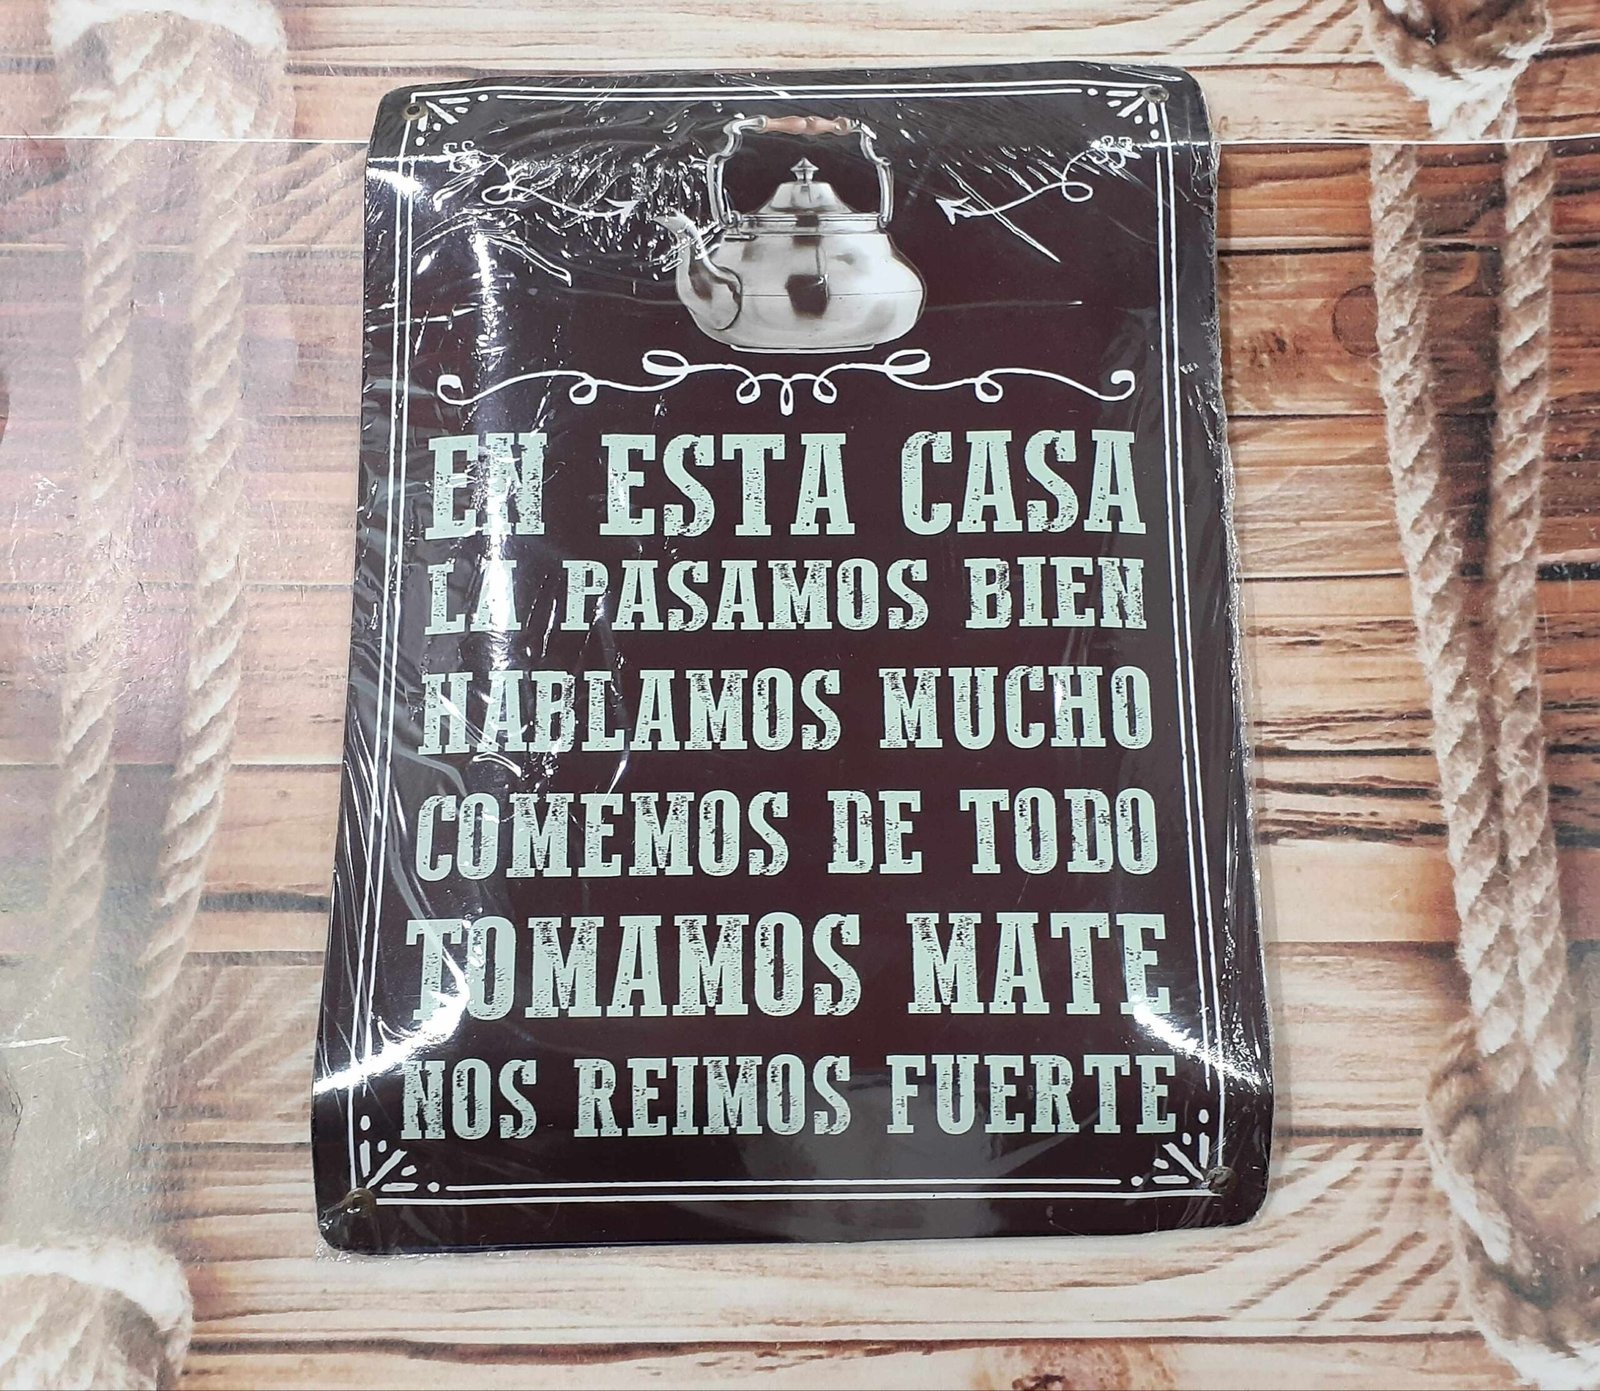 EN ESTA CASA
LA PASAMOS BIEN
HABLAMOS MUCHO
COMEMOS DE TODO
TOMAMOS MATE
NOS REIMOS FUERTE